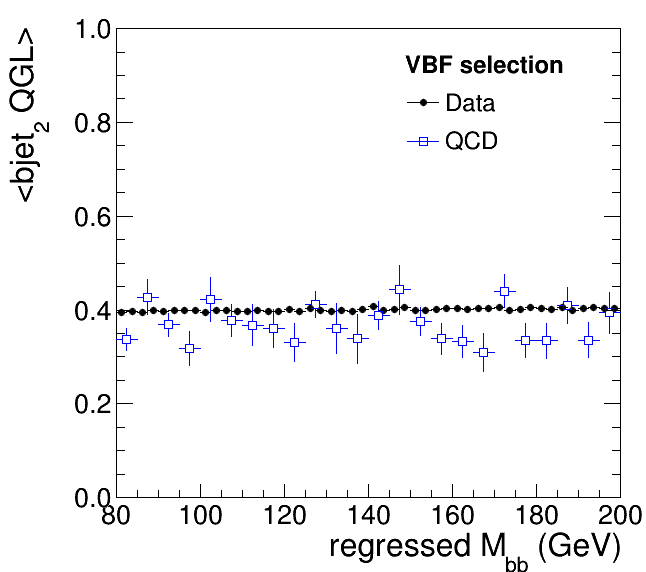 <bjet2 QGL>
1.0
0.8
0.6
0.4
0.2
0.0
VBF selection
Data
QCD
80 100 120 140 160 180 200
regressed Mbb (GeV)